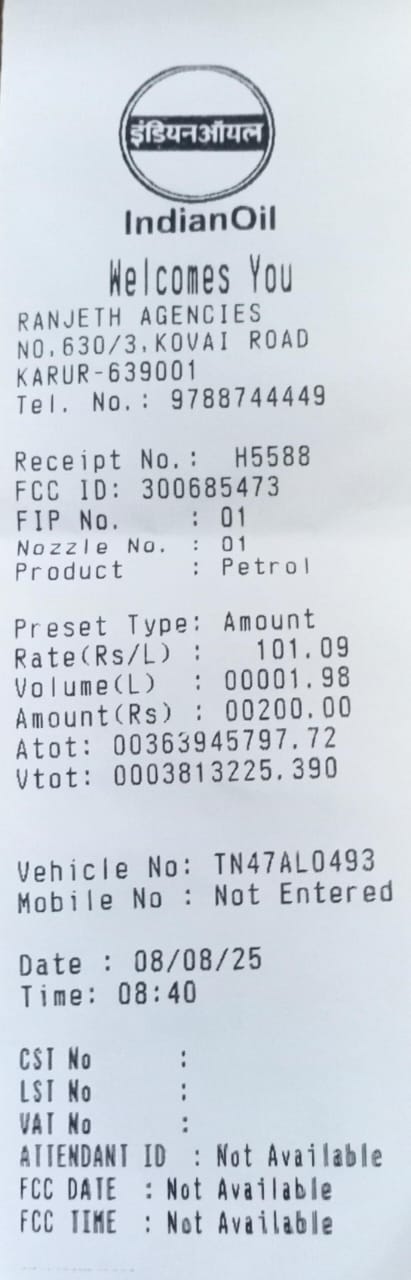 इंडियनऑयल
IndianOil
Welcomes You
RANJETH AGENCIES
NO,630/3,KOVAI ROAD
KARUR-639001
Tel. No.: 9788744449
Receipt No.: H5588
FCC ID: 300685473
FIP No. : 01
Nozzle No. : 01
Product : Petrol
Preset Type: Amount
Rate(Rs/L) : 101.09
Volume(L) : 00001.98
Amount(Rs) : 00200.00
Atot: 00363945797.72
Vtot: 0003813225.390
Vehicle No: TN47AL0493
Mobile No : Not Entered
Date : 08/08/25
Time: 08:40
CST No :
LST No :
VAT No :
ATTENDANT ID : Not Available
FCC DATE : Not Available
FCC TIME : Not Available